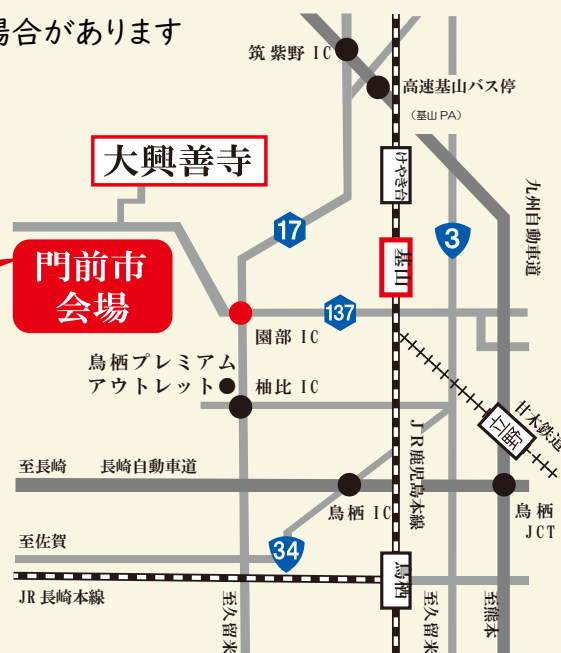 場合があります
筑紫野 IC
高速基山バス停
（基山 PA）
大興善寺
けやき台
九州自動車道
17
3
基山
門前市
会場
137
園部 IC
鳥栖プレミアム
アウトレット
柚比 IC
立野
甘木鉄道
JR鹿児島本線
至長崎
長崎自動車道
鳥栖 IC
鳥栖
JCT
至佐賀
34
鳥栖
JR 長崎本線
至久留米
至久留米
至熊本